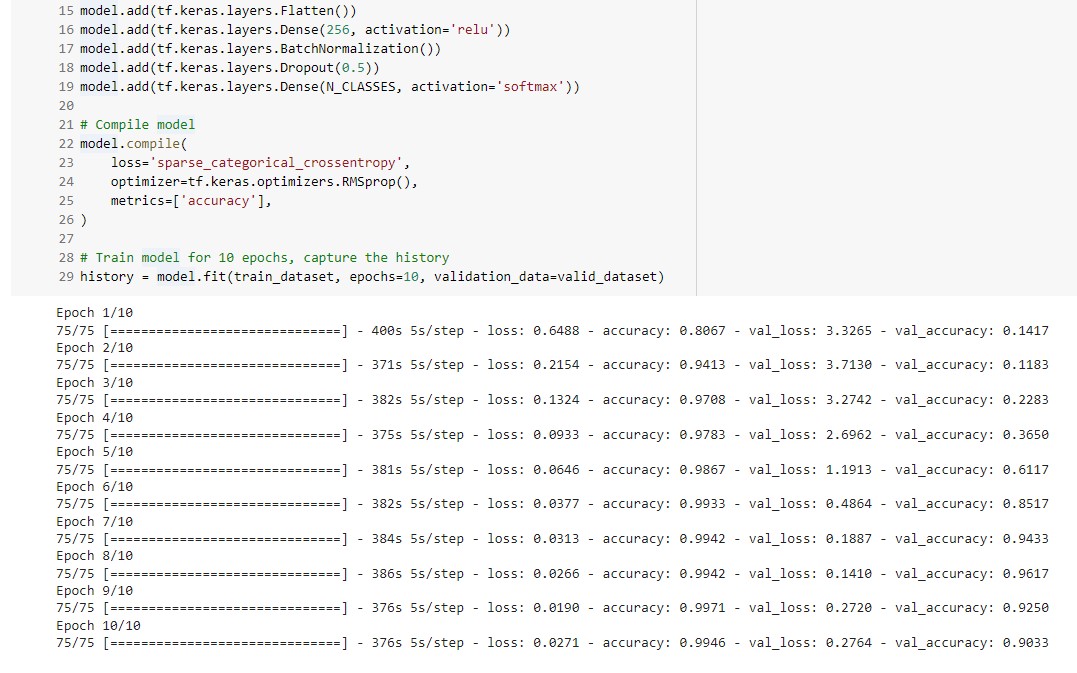 15 model.add(tf.keras.layers.Flatten())
16 model.add(tf.keras.layers.Dense(256, activation='relu'))
17 model.add(tf.keras.layers.BatchNormalization())
18 model.add(tf.keras.layers.Dropout(0.5))
19 model.add(tf.keras.layers.Dense(N_CLASSES, activation='softmax'))
20
21 # Compile model
22 model.compile(
23     loss='sparse_categorical_crossentropy',
24     optimizer=tf.keras.optimizers.RMSprop(),
25     metrics=['accuracy'],
26 )
27
28 # Train model for 10 epochs, capture the history
29 history = model.fit(train_dataset, epochs=10, validation_data=valid_dataset)
Epoch 1/10
75/75 [==============================] - 400s 5s/step - loss: 0.6488 - accuracy: 0.8067 - val_loss: 3.3265 - val_accuracy: 0.1417
Epoch 2/10
75/75 [==============================] - 371s 5s/step - loss: 0.2154 - accuracy: 0.9413 - val_loss: 3.7130 - val_accuracy: 0.1183
Epoch 3/10
75/75 [==============================] - 382s 5s/step - loss: 0.1324 - accuracy: 0.9708 - val_loss: 3.2742 - val_accuracy: 0.2283
Epoch 4/10
75/75 [==============================] - 375s 5s/step - loss: 0.0933 - accuracy: 0.9783 - val_loss: 2.6962 - val_accuracy: 0.3650
Epoch 5/10
75/75 [==============================] - 381s 5s/step - loss: 0.0646 - accuracy: 0.9867 - val_loss: 1.1913 - val_accuracy: 0.6117
Epoch 6/10
75/75 [==============================] - 382s 5s/step - loss: 0.0377 - accuracy: 0.9933 - val_loss: 0.4864 - val_accuracy: 0.8517
Epoch 7/10
75/75 [==============================] - 384s 5s/step - loss: 0.0313 - accuracy: 0.9942 - val_loss: 0.1887 - val_accuracy: 0.9433
Epoch 8/10
75/75 [==============================] - 386s 5s/step - loss: 0.0266 - accuracy: 0.9942 - val_loss: 0.1410 - val_accuracy: 0.9617
Epoch 9/10
75/75 [==============================] - 376s 5s/step - loss: 0.0190 - accuracy: 0.9971 - val_loss: 0.2720 - val_accuracy: 0.9250
Epoch 10/10
75/75 [==============================] - 376s 5s/step - loss: 0.0271 - accuracy: 0.9946 - val_loss: 0.2764 - val_accuracy: 0.9033